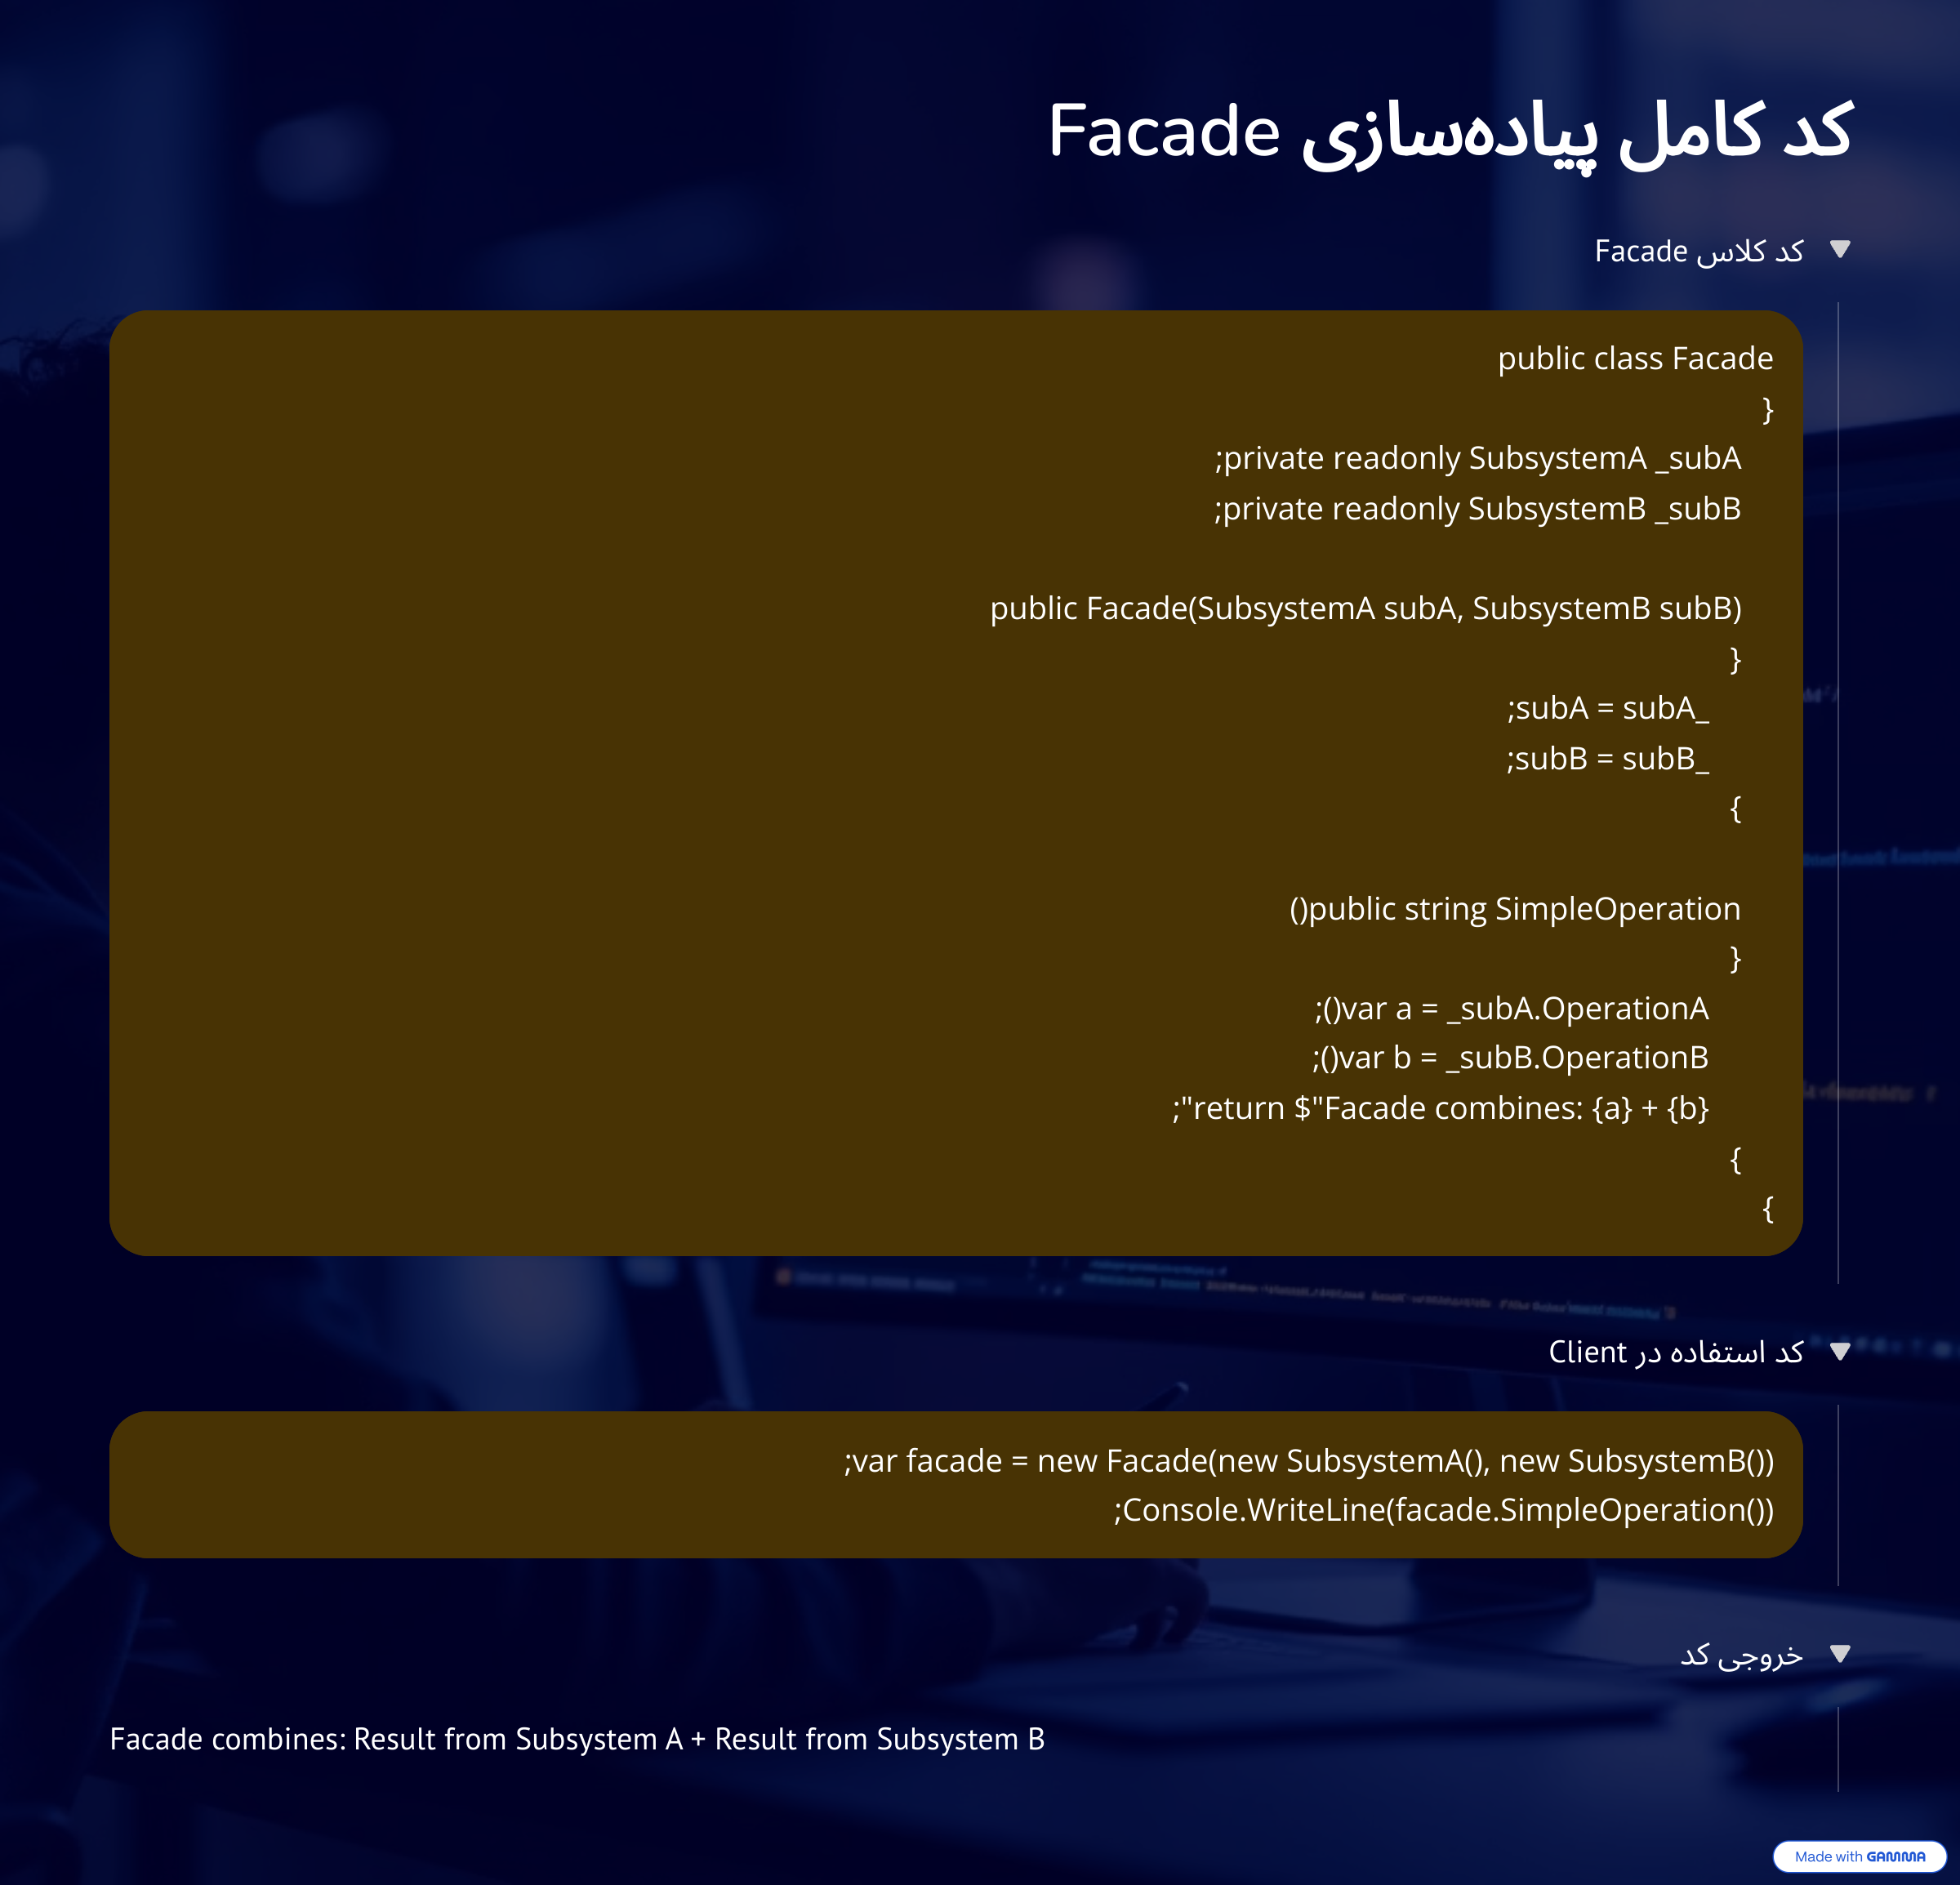 کد کامل پیاده‌سازی Facade
کد کلاس Facade
public class Facade
{
private readonly SubsystemA _subA;
private readonly SubsystemB _subB;
public Facade(SubsystemA subA, SubsystemB subB)
{
_subA = subA;
_subB = subB;
}
public string SimpleOperation()
{
var a = _subA.OperationA();
var b = _subB.OperationB();
return $"Facade combines: {a} + {b}";
}
}
کد استفاده در Client
var facade = new Facade(new SubsystemA(), new SubsystemB());
Console.WriteLine(facade.SimpleOperation());
خروجی کد
Facade combines: Result from Subsystem A + Result from Subsystem B
Made with GAMMA